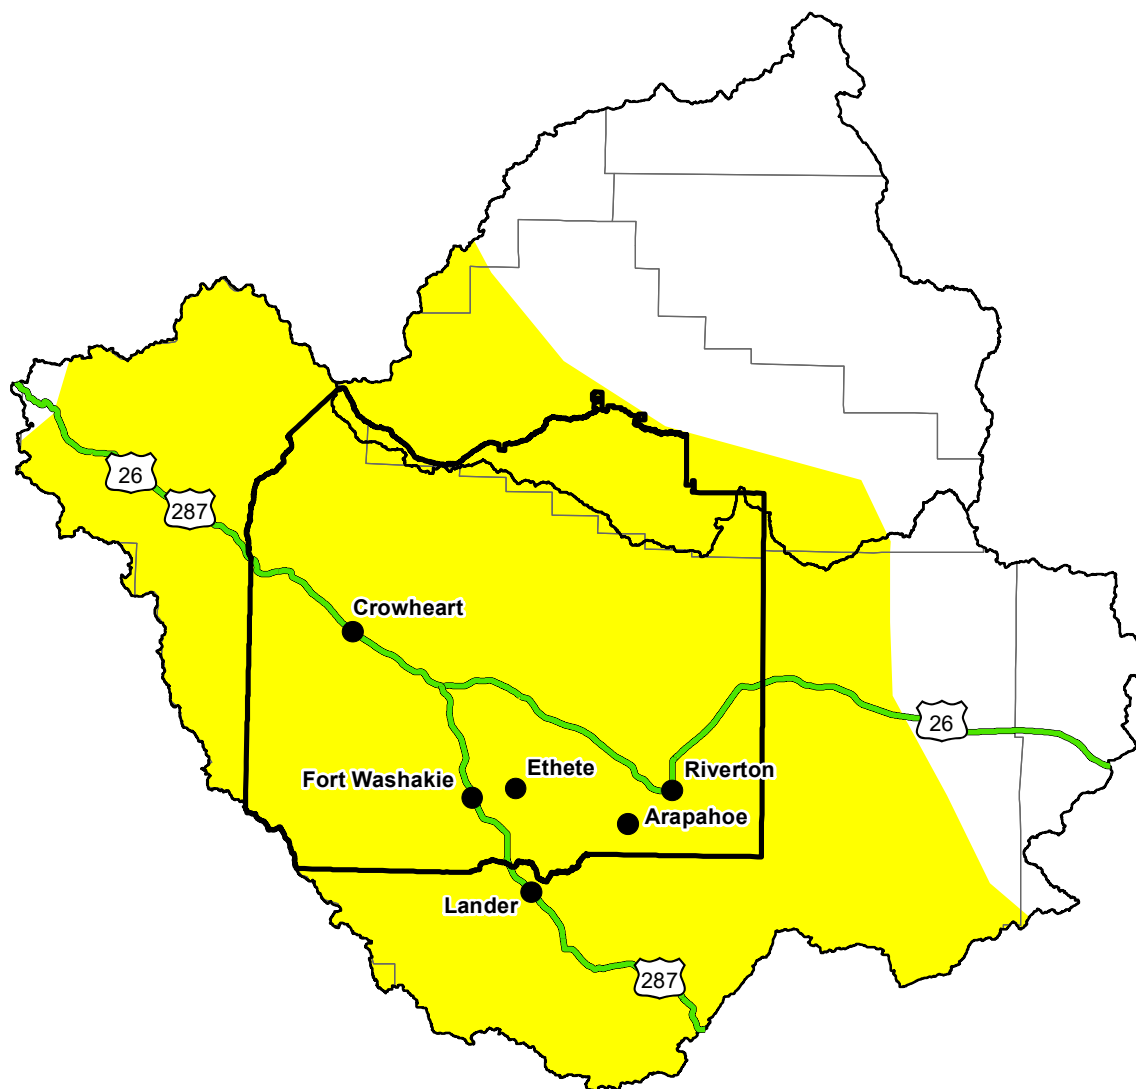 26
287
Crowheart
26
Ethete
Riverton
Fort Washakie
Arapahoe
Lander
287